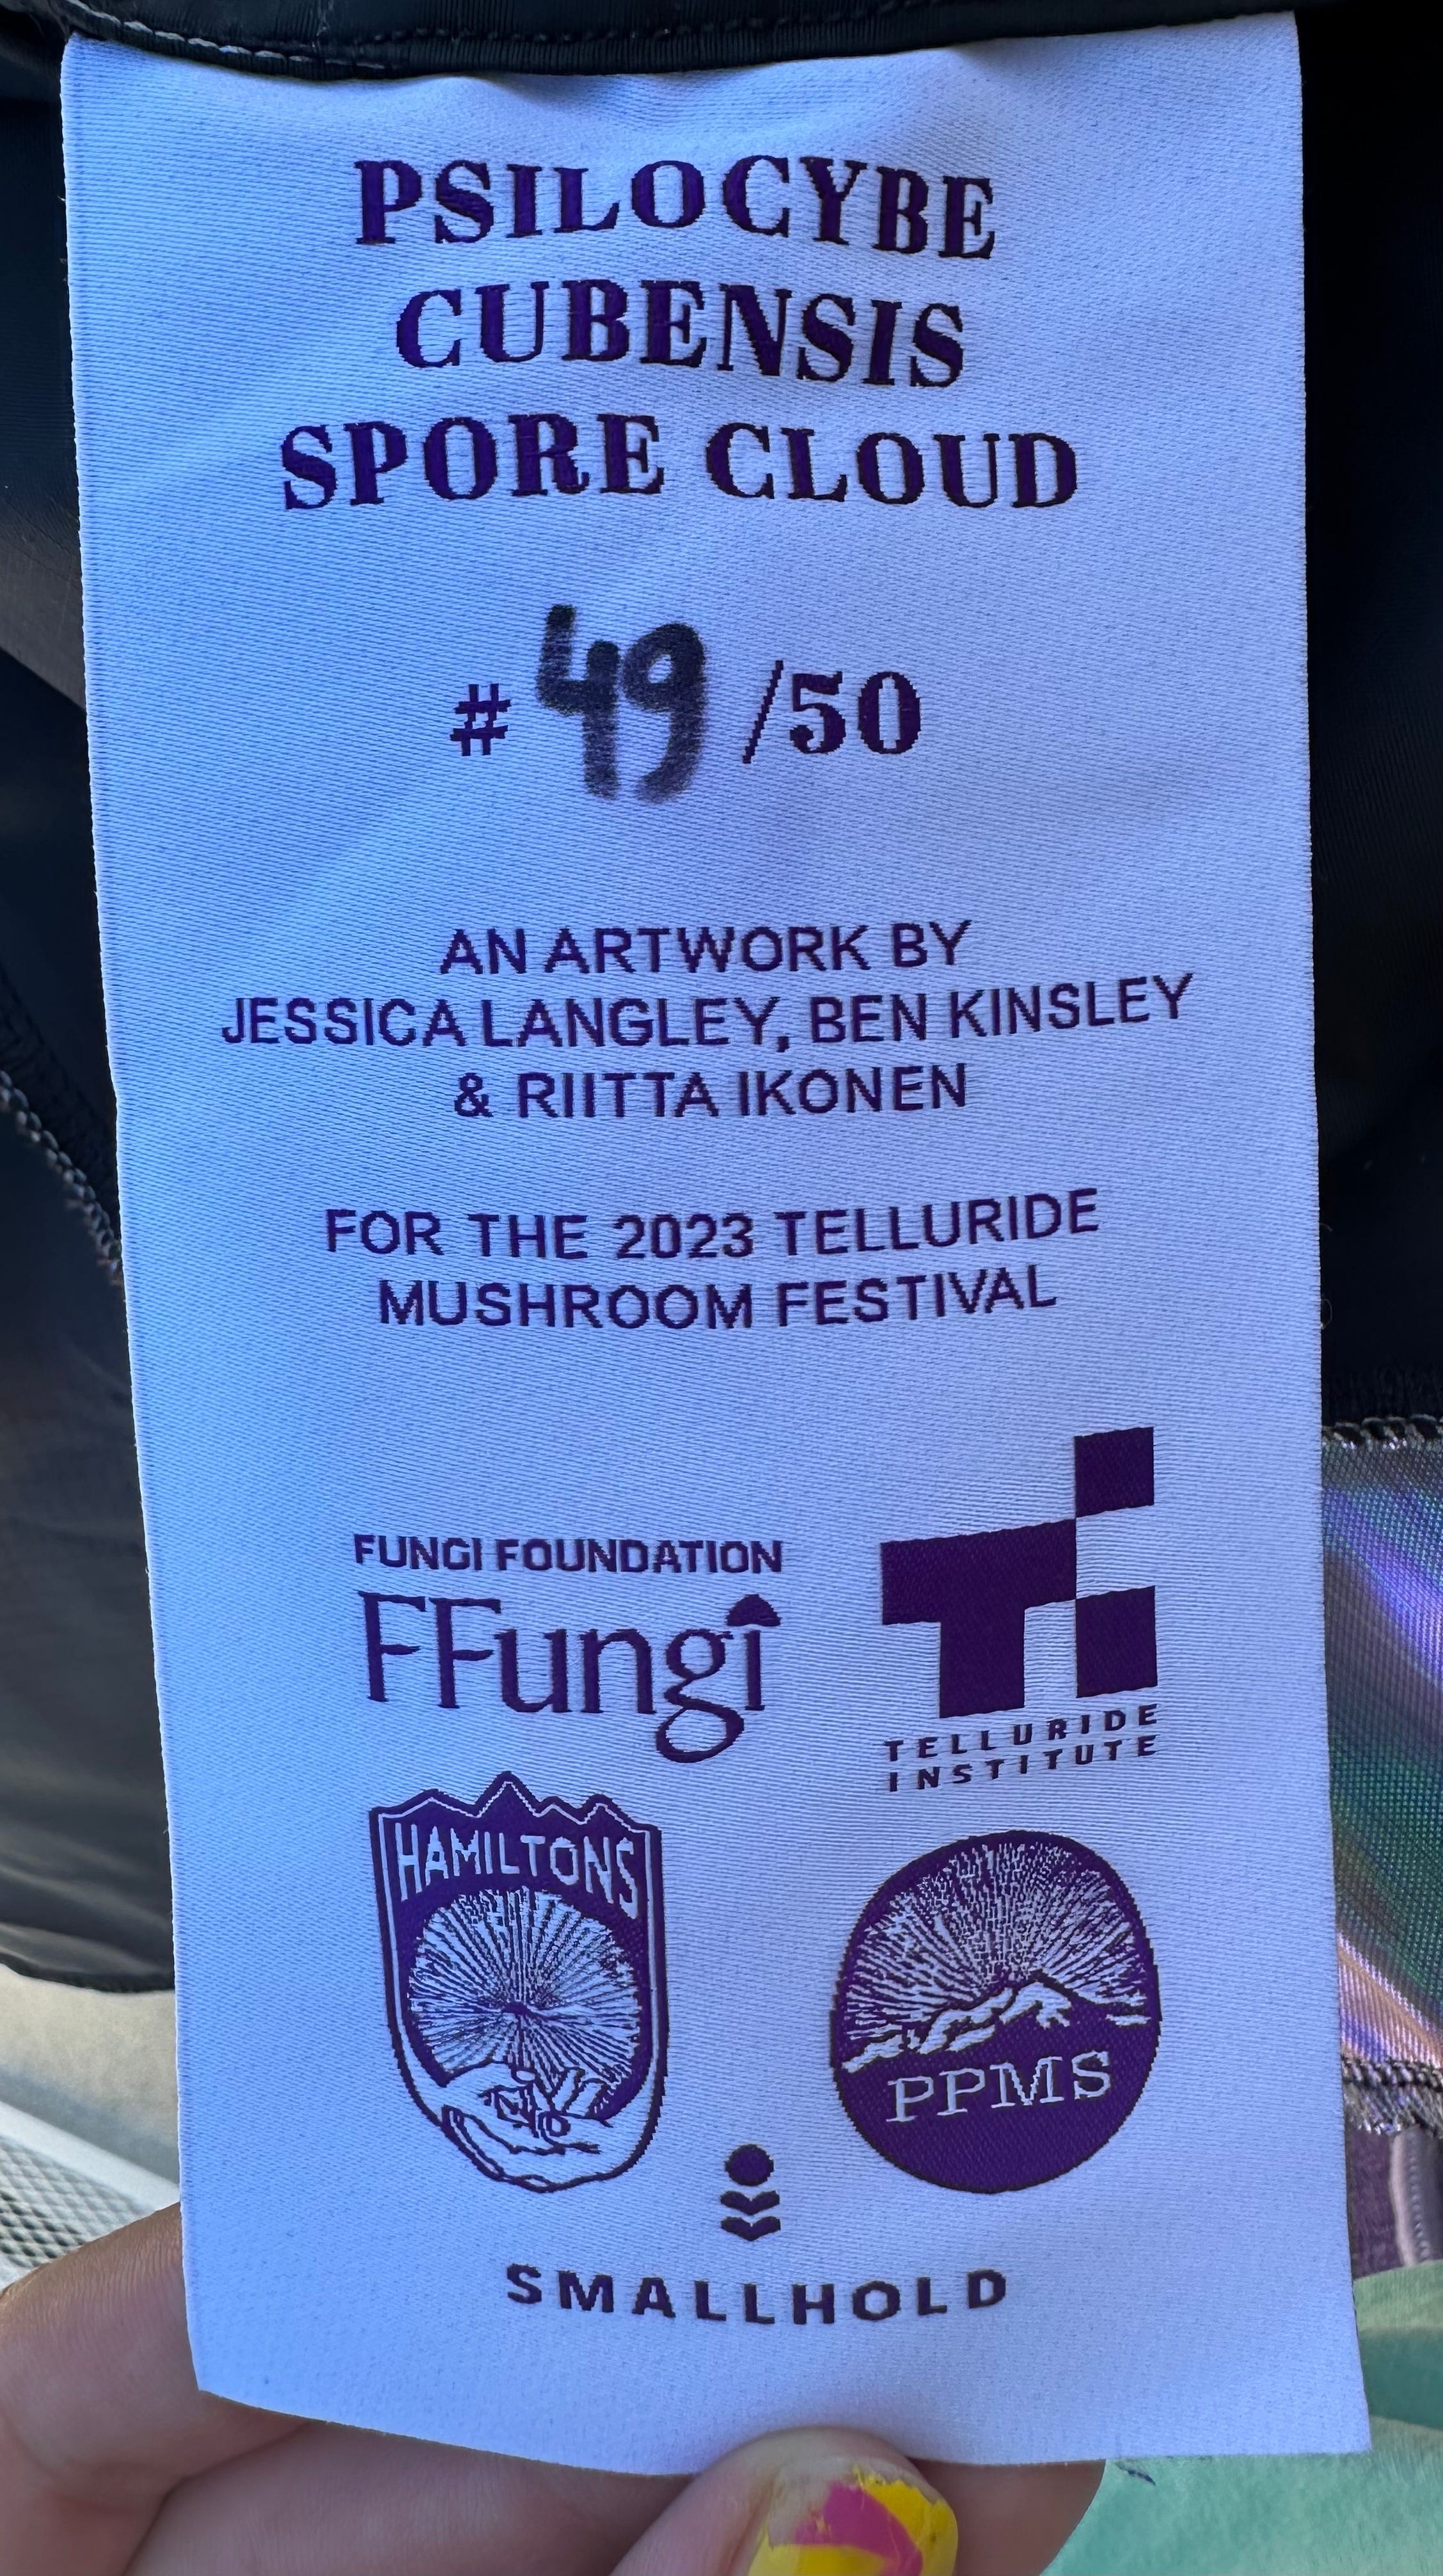 PSILOCYBE
CUBENSIS
SPORE CLOUD
# 49 /50
AN ARTWORK BY
JESSICA LANGLEY, BEN KINSLEY
& RIITTA IKONEN
FOR THE 2023 TELLURIDE
MUSHROOM FESTIVAL
FUNGI FOUNDATION
FFungi
Ti
TELLURIDE
INSTITUTE
HAMILTONS
PPMS
SMALLHOLD